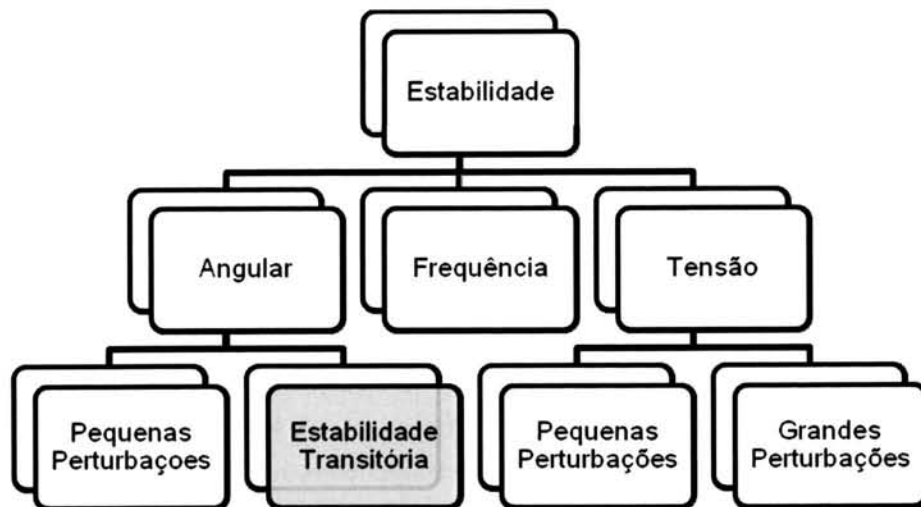 Estabilidade
Angular
Frequência
Tensão
Pequenas
Perturbaçoes
Estabilidade
Transitória
Pequenas
Perturbações
Grandes
Perturbações